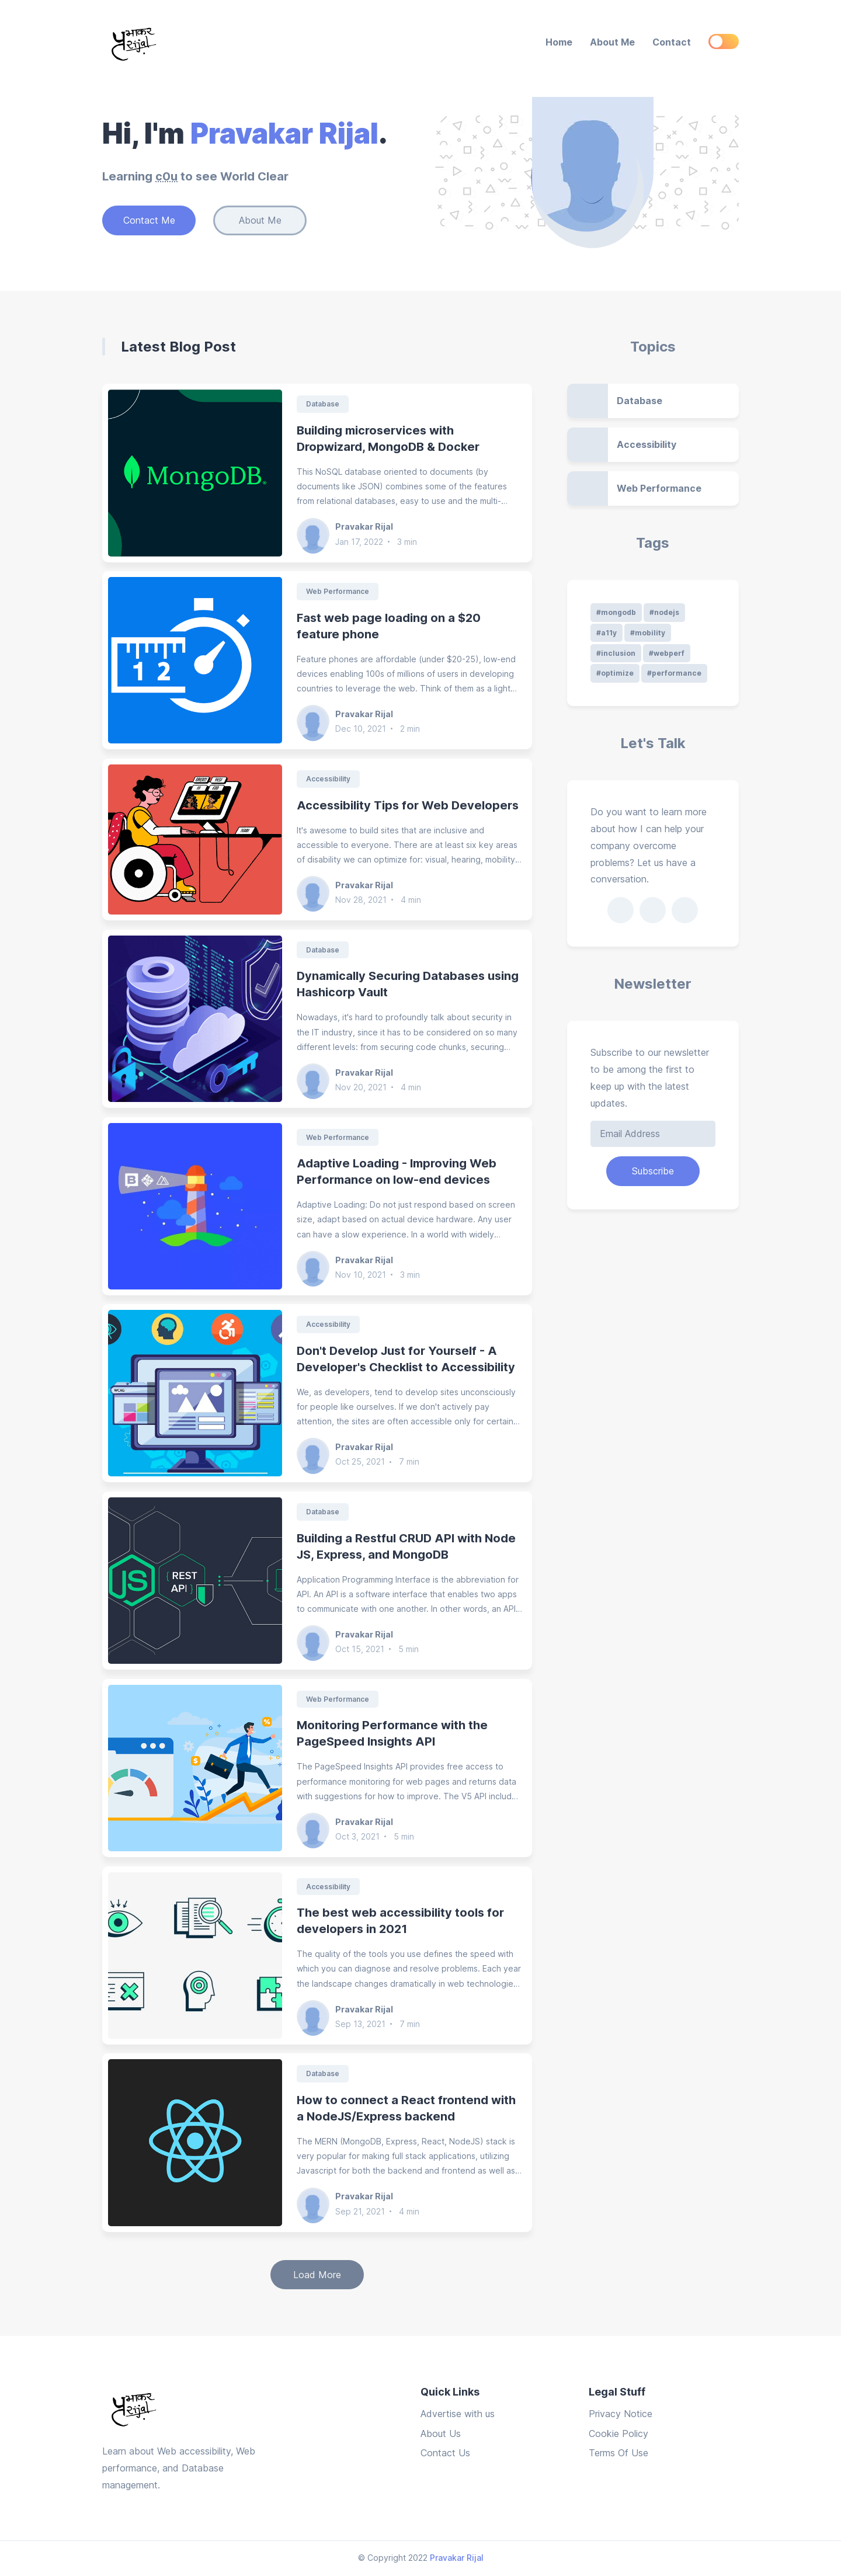 प्रभाकर
Rijal
Home About Me Contact
Hi, I'm Pravakar Rijal.
Learning c0u to see World Clear
Contact Me About Me
Latest Blog Post
Database
Building microservices with
Dropwizard, MongoDB & Docker
This NoSQL database oriented to documents (by
documents like JSON) combines some of the features
from relational databases, easy to use and the multi-...
Pravakar Rijal
Jan 17, 2022 • 3 min
MongoDB.
Web Performance
Fast web page loading on a $20
feature phone
Feature phones are affordable (under $20-25), low-end
devices enabling 100s of millions of users in developing
countries to leverage the web. Think of them as a light...
Pravakar Rijal
Dec 10, 2021 • 2 min
1 2
Accessibility
Accessibility Tips for Web Developers
It's awesome to build sites that are inclusive and
accessible to everyone. There are at least six key areas
of disability we can optimize for: visual, hearing, mobility...
Pravakar Rijal
Nov 28, 2021 • 4 min
Database
Dynamically Securing Databases using
Hashicorp Vault
Nowadays, it's hard to profoundly talk about security in
the IT industry, since it has to be considered on so many
different levels: from securing code chunks, securing...
Pravakar Rijal
Nov 20, 2021 • 4 min
Web Performance
Adaptive Loading - Improving Web
Performance on low-end devices
Adaptive Loading: Do not just respond based on screen
size, adapt based on actual device hardware. Any user
can have a slow experience. In a world with widely...
Pravakar Rijal
Nov 10, 2021 • 3 min
B
Accessibility
Don't Develop Just for Yourself - A
Developer's Checklist to Accessibility
We, as developers, tend to develop sites unconsciously
for people like ourselves. If we don't actively pay
attention, the sites are often accessible only for certain...
Pravakar Rijal
Oct 25, 2021 • 7 min
Database
Building a Restful CRUD API with Node
JS, Express, and MongoDB
Application Programming Interface is the abbreviation for
API. An API is a software interface that enables two apps
to communicate with one another. In other words, an API...
Pravakar Rijal
Oct 15, 2021 • 5 min
JS
{ REST
API }
Web Performance
Monitoring Performance with the
PageSpeed Insights API
The PageSpeed Insights API provides free access to
performance monitoring for web pages and returns data
with suggestions for how to improve. The V5 API includ...
Pravakar Rijal
Oct 3, 2021 • 5 min
$ %
Accessibility
The best web accessibility tools for
developers in 2021
The quality of the tools you use defines the speed with
which you can diagnose and resolve problems. Each year
the landscape changes dramatically in web technologie...
Pravakar Rijal
Sep 13, 2021 • 7 min
Database
How to connect a React frontend with
a NodeJS/Express backend
The MERN (MongoDB, Express, React, NodeJS) stack is
very popular for making full stack applications, utilizing
Javascript for both the backend and frontend as well as...
Pravakar Rijal
Sep 21, 2021 • 4 min
Load More
Topics
Database
Accessibility
Web Performance
Tags
#mongodb #nodejs
#a11y #mobility
#inclusion #webperf
#optimize #performance
Let's Talk
Do you want to learn more
about how I can help your
company overcome
problems? Let us have a
conversation.
Newsletter
Subscribe to our newsletter
to be among the first to
keep up with the latest
updates.
Email Address
Subscribe
प्रभाकर
Rijal
Learn about Web accessibility, Web
performance, and Database
management.
Quick Links
Advertise with us
About Us
Contact Us
Legal Stuff
Privacy Notice
Cookie Policy
Terms Of Use
© Copyright 2022 Pravakar Rijal